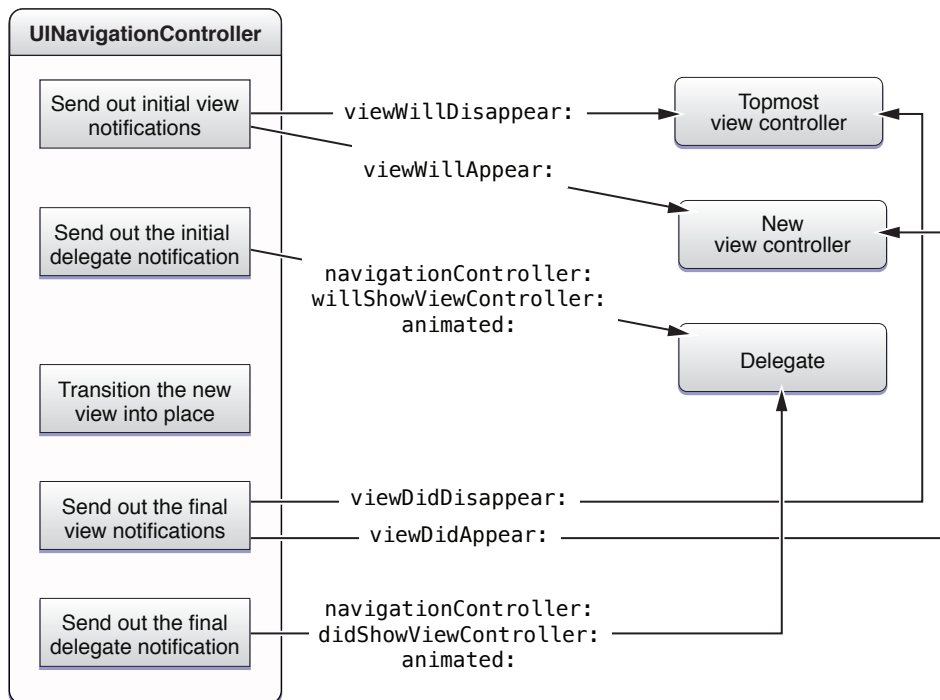 UINavigationController
Send out initial view
notifications
viewWillDisappear:
Topmost
view controller
viewWillAppear:
New
view controller
Send out the initial
delegate notification
navigationController:
willShowViewController:
animated:
Delegate
Transition the new
view into place
Send out the final
view notifications
viewDidDisappear:
viewDidAppear:
Send out the final
delegate notification
navigationController:
didShowViewController:
animated: